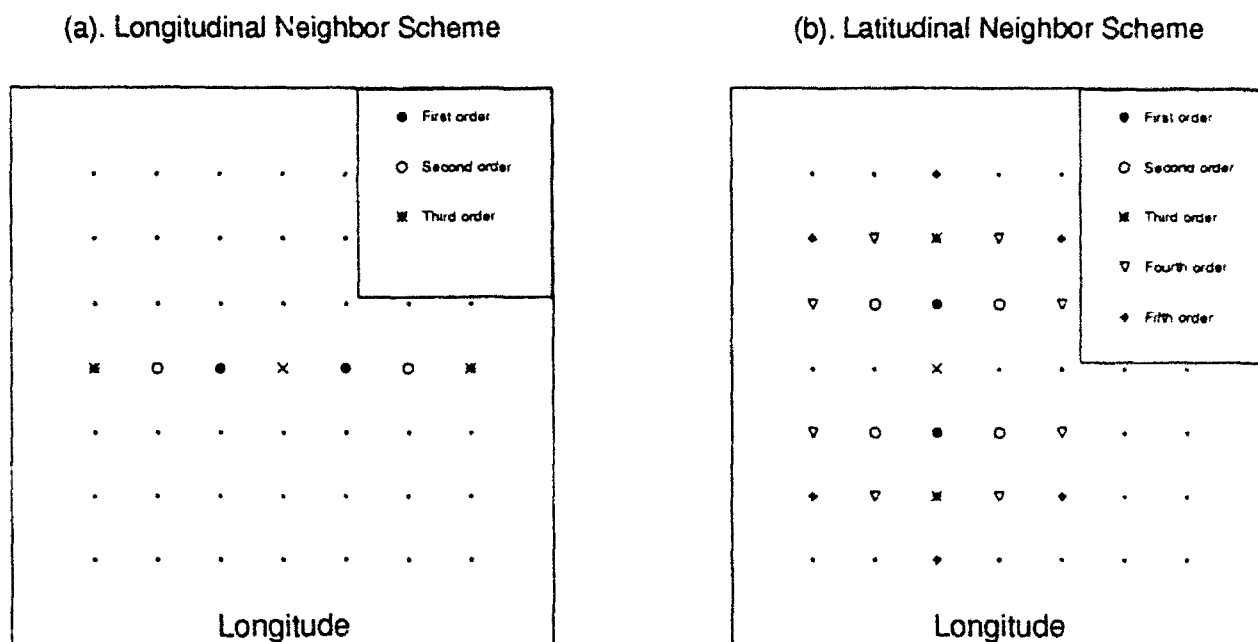 (a). Longitudinal Neighbor Scheme
First order
Second order
Third order
Longitude
(b). Latitudinal Neighbor Scheme
First order
Second order
Third order
Fourth order
Fifth order
Longitude